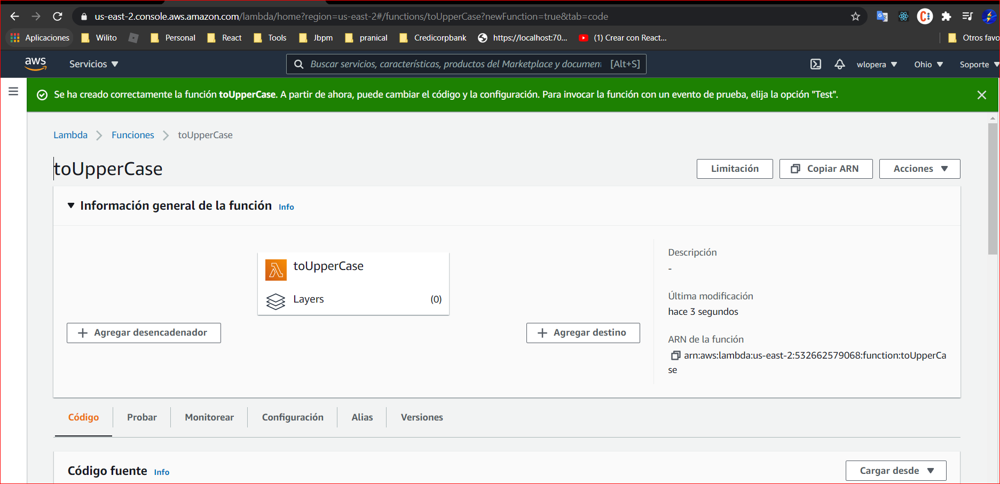 us-east-2.console.aws.amazon.com/lambda/home?region=us-east-2#/functions/toUpperCase?newFunction=true&tab=code
Aplicaciones Wilito Personal React Tools Jbpm pranical Credicorpbank https://localhost:70... (1) Crear con React... Otros favo
aws Servicios Buscar servicios, características, productos del Marketplace y document [Alt+S] wlopera Ohio Soporte
Se ha creado correctamente la función toUpperCase. A partir de ahora, puede cambiar el código y la configuración. Para invocar la función con un evento de prueba, elija la opción "Test".
Lambda Funciones toUpperCase
toUpperCase
Limitación Copiar ARN Acciones
Información general de la función Info
toUpperCase
Layers (0)
Agregar desencadenador
Agregar destino
Descripción
-
Última modificación
hace 3 segundos
ARN de la función
arn:aws:lambda:us-east-2:532662579068:function:toUpperCa
se
Código Probar Monitorear Configuración Alias Versiones
Código fuente Info
Cargar desde